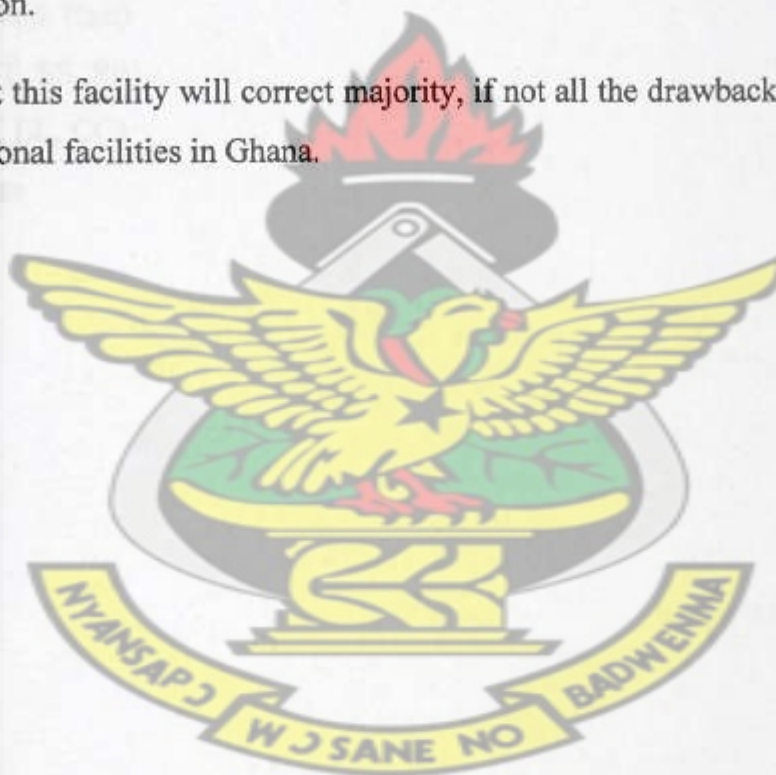 on.
this facility will correct majority, if not all the drawback
onal facilities in Ghana.
NYANSAPƆ
WƆSANE NO
BADWENMA